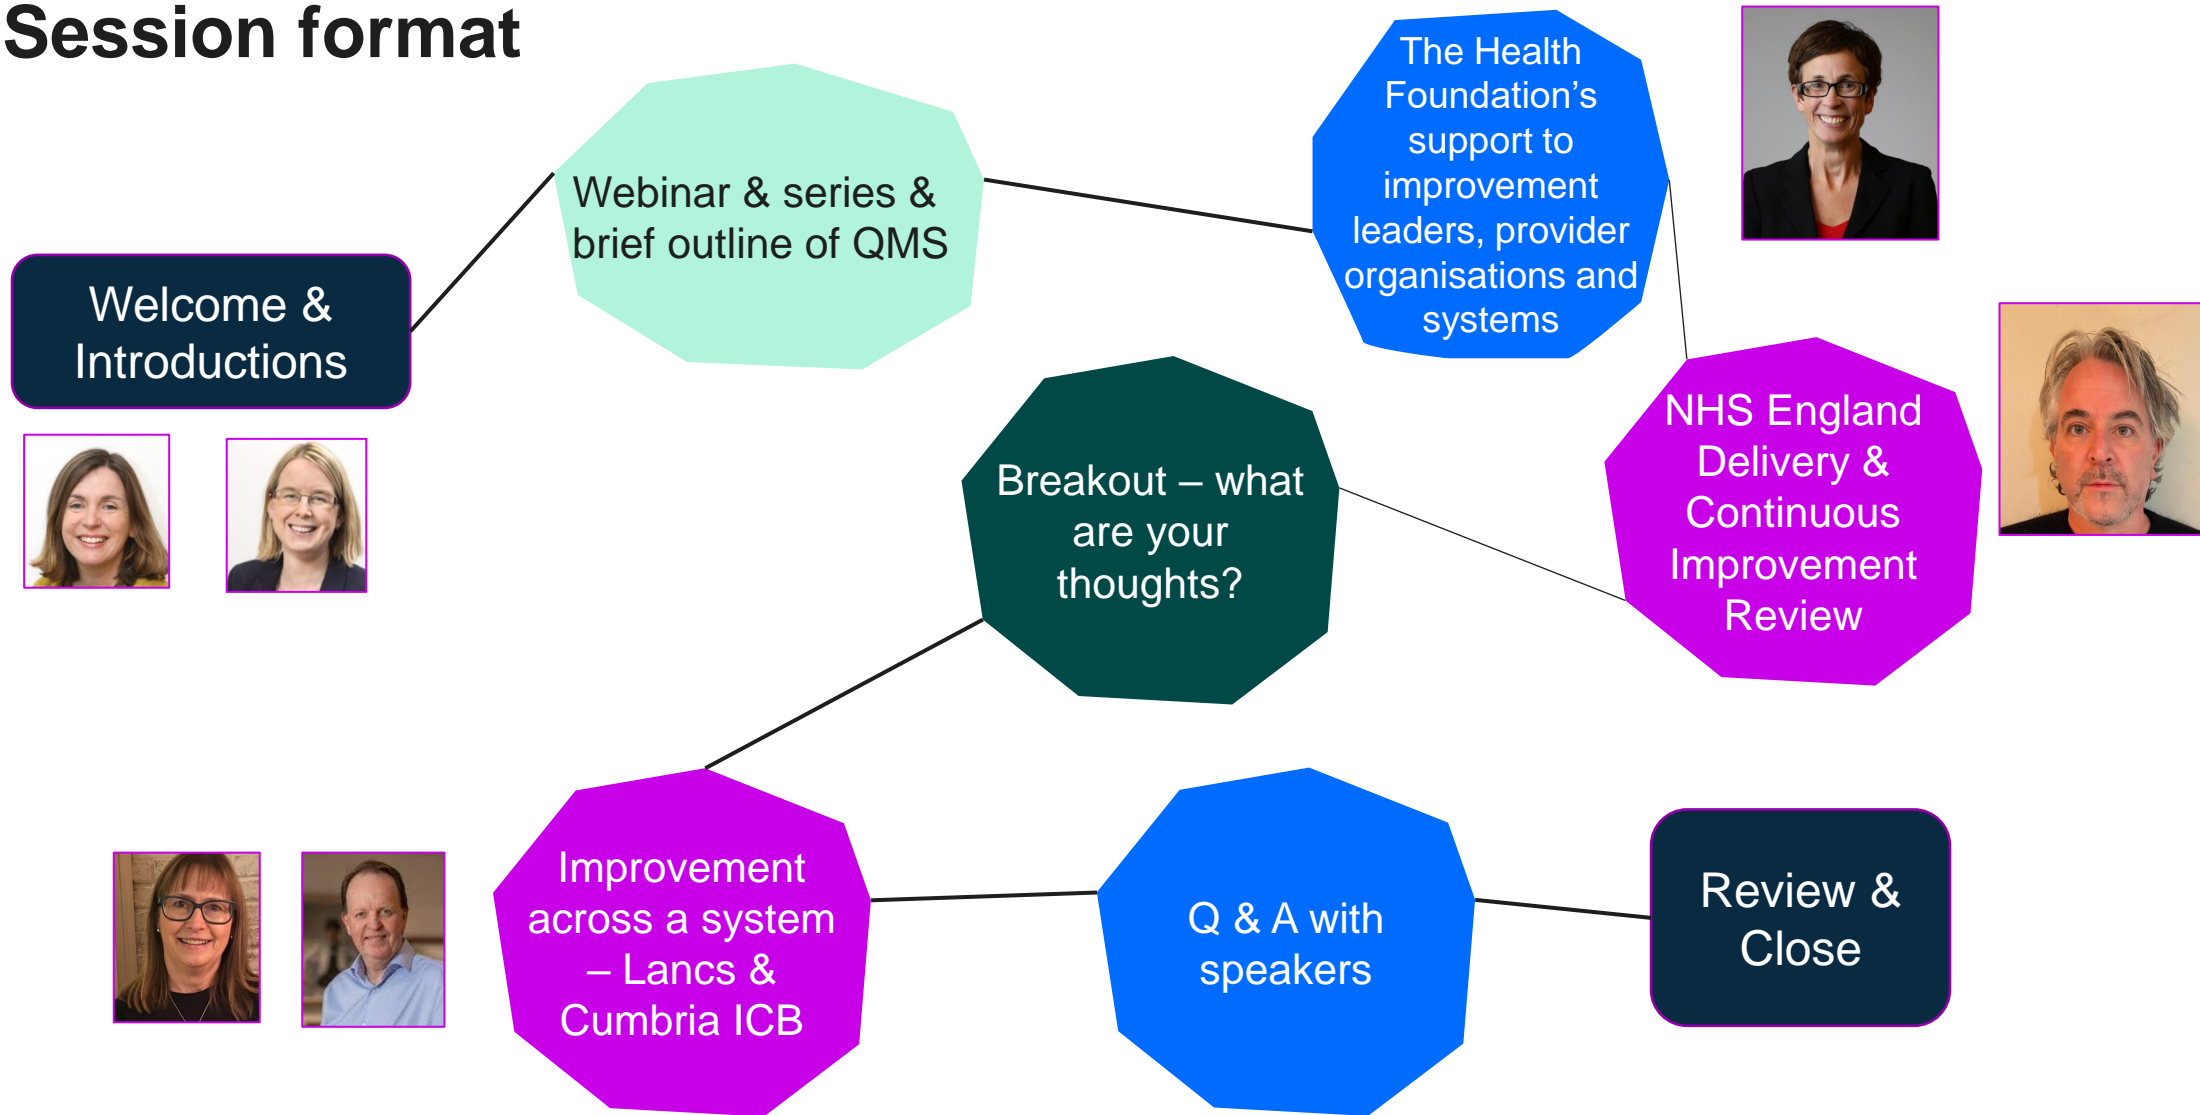 Session format
Welcome &
Introductions
Webinar & series &
brief outline of QMS
The Health
Foundation’s
support to
improvement
leaders, provider
organisations and
systems
NHS England
Delivery &
Continuous
Improvement
Review
Breakout – what
are your
thoughts?
Improvement
across a system
– Lancs &
Cumbria ICB
Q & A with
speakers
Review &
Close